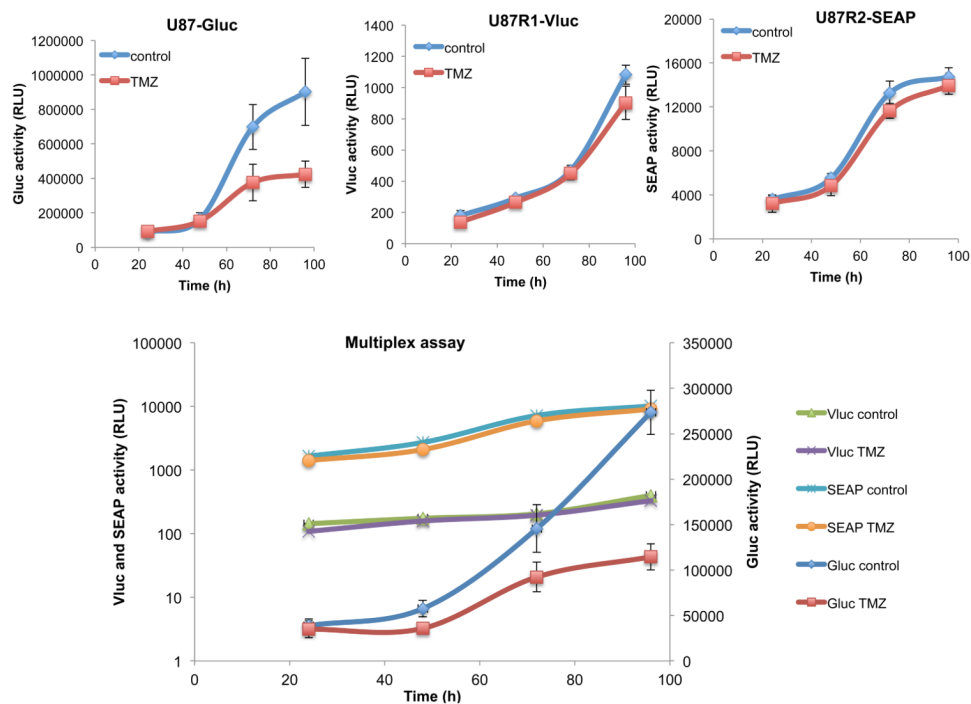 U87-Gluc
1200000
1000000
800000
600000
400000
200000
0
0 20 40 60 80 100
Gluc activity (RLU)
Time (h)
control
TMZ
U87R1-Vluc
1400
1200
1000
800
600
400
200
0
0 20 40 60 80 100
Vluc activity (RLU)
Time (h)
control
TMZ
U87R2-SEAP
20000
16000
12000
8000
4000
0
0 20 40 60 80 100
SEAP activity (RLU)
Time (h)
control
TMZ
Multiplex assay
100000
10000
1000
100
10
1
Vluc and SEAP activity (RLU)
0 20 40 60 80 100
Time (h)
350000
300000
250000
200000
150000
100000
50000
0
Gluc activity (RLU)
Vluc control
Vluc TMZ
SEAP control
SEAP TMZ
Gluc control
Gluc TMZ